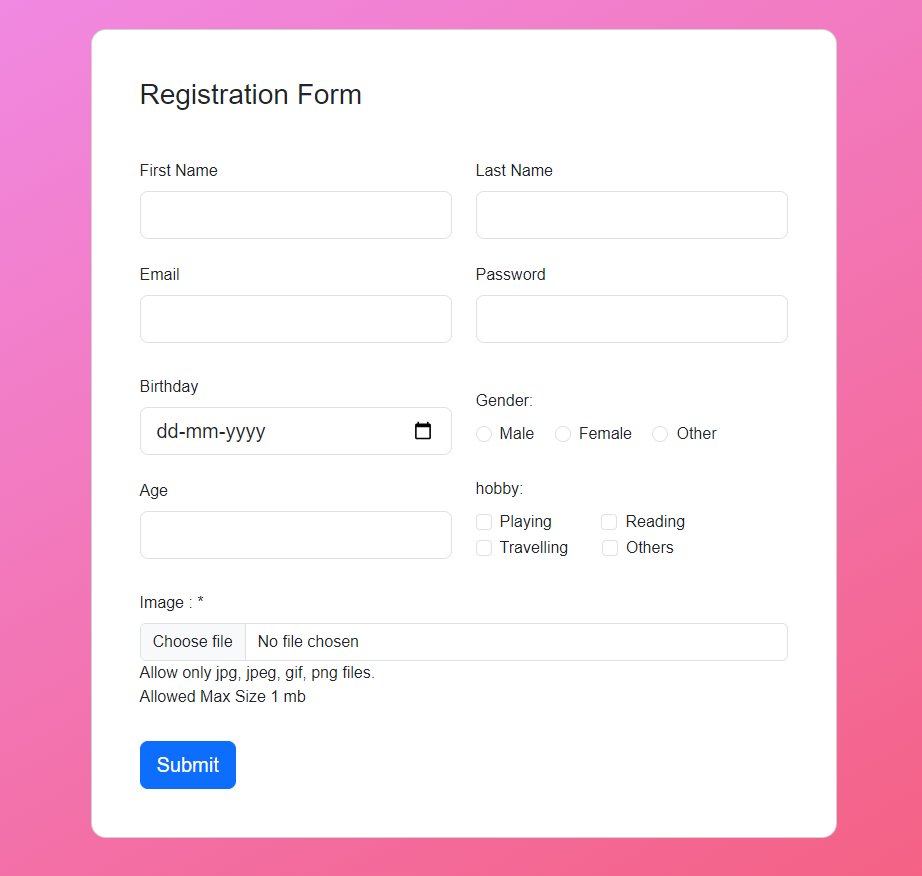 Registration Form
First Name Last Name
Email Password
Birthday
Gender:
dd-mm-yyyy
Male Female Other
Age
hobby:
Playing Reading
Travelling Others
Image : *
Choose file No file chosen
Allow only jpg, jpeg, gif, png files.
Allowed Max Size 1 mb
Submit